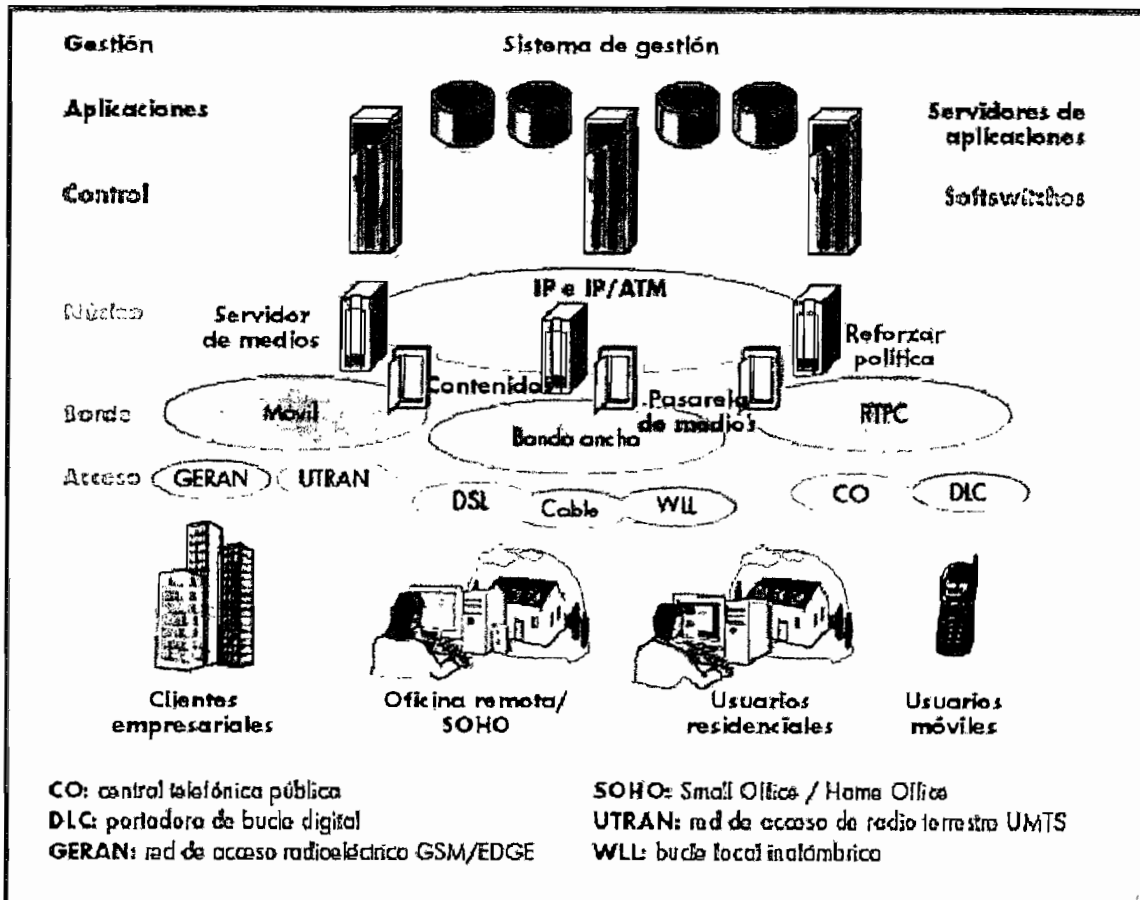 Gestión
Sistema de gestión
Aplicaciones
Servidores de
aplicaciones
Control
Softswitchos
IP e IP/ATM
Núcleo
Servidor
de medios
Reforzar
política
Contenidos
Pasarela
de medios
Borde
Móvil
Banda ancha
RTPC
Acceso
GERAN
UTRAN
DSL
Cable
WLL
CO
DLC
Clientes
empresariales
Oficina remota/
SOHO
Usuarios
residenciales
Usuarios
móviles
CO: central telefónica pública
DLC: portadora de bucle digital
GERAN: red de acceso radioeléctrico GSM/EDGE
SOHO: Small Office / Home Office
UTRAN: red de acceso de radio terrestre UMTS
WLL: bucle local inalámbrico